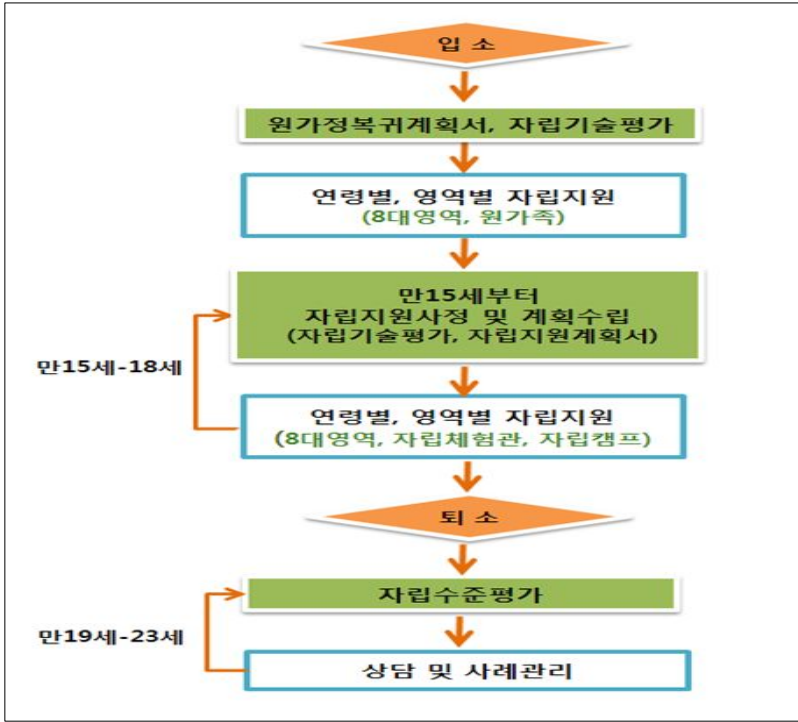 입 소
원가정복귀계획서, 자립기술평가
연령별, 영역별 자립지원
(8대영역, 원가족)
만15세부터
자립지원사정 및 계획수립
(자립기술평가, 자립지원계획서)
만15세-18세
연령별, 영역별 자립지원
(8대영역, 자립체험관, 자립캠프)
퇴 소
자립수준평가
만19세-23세
상담 및 사례관리